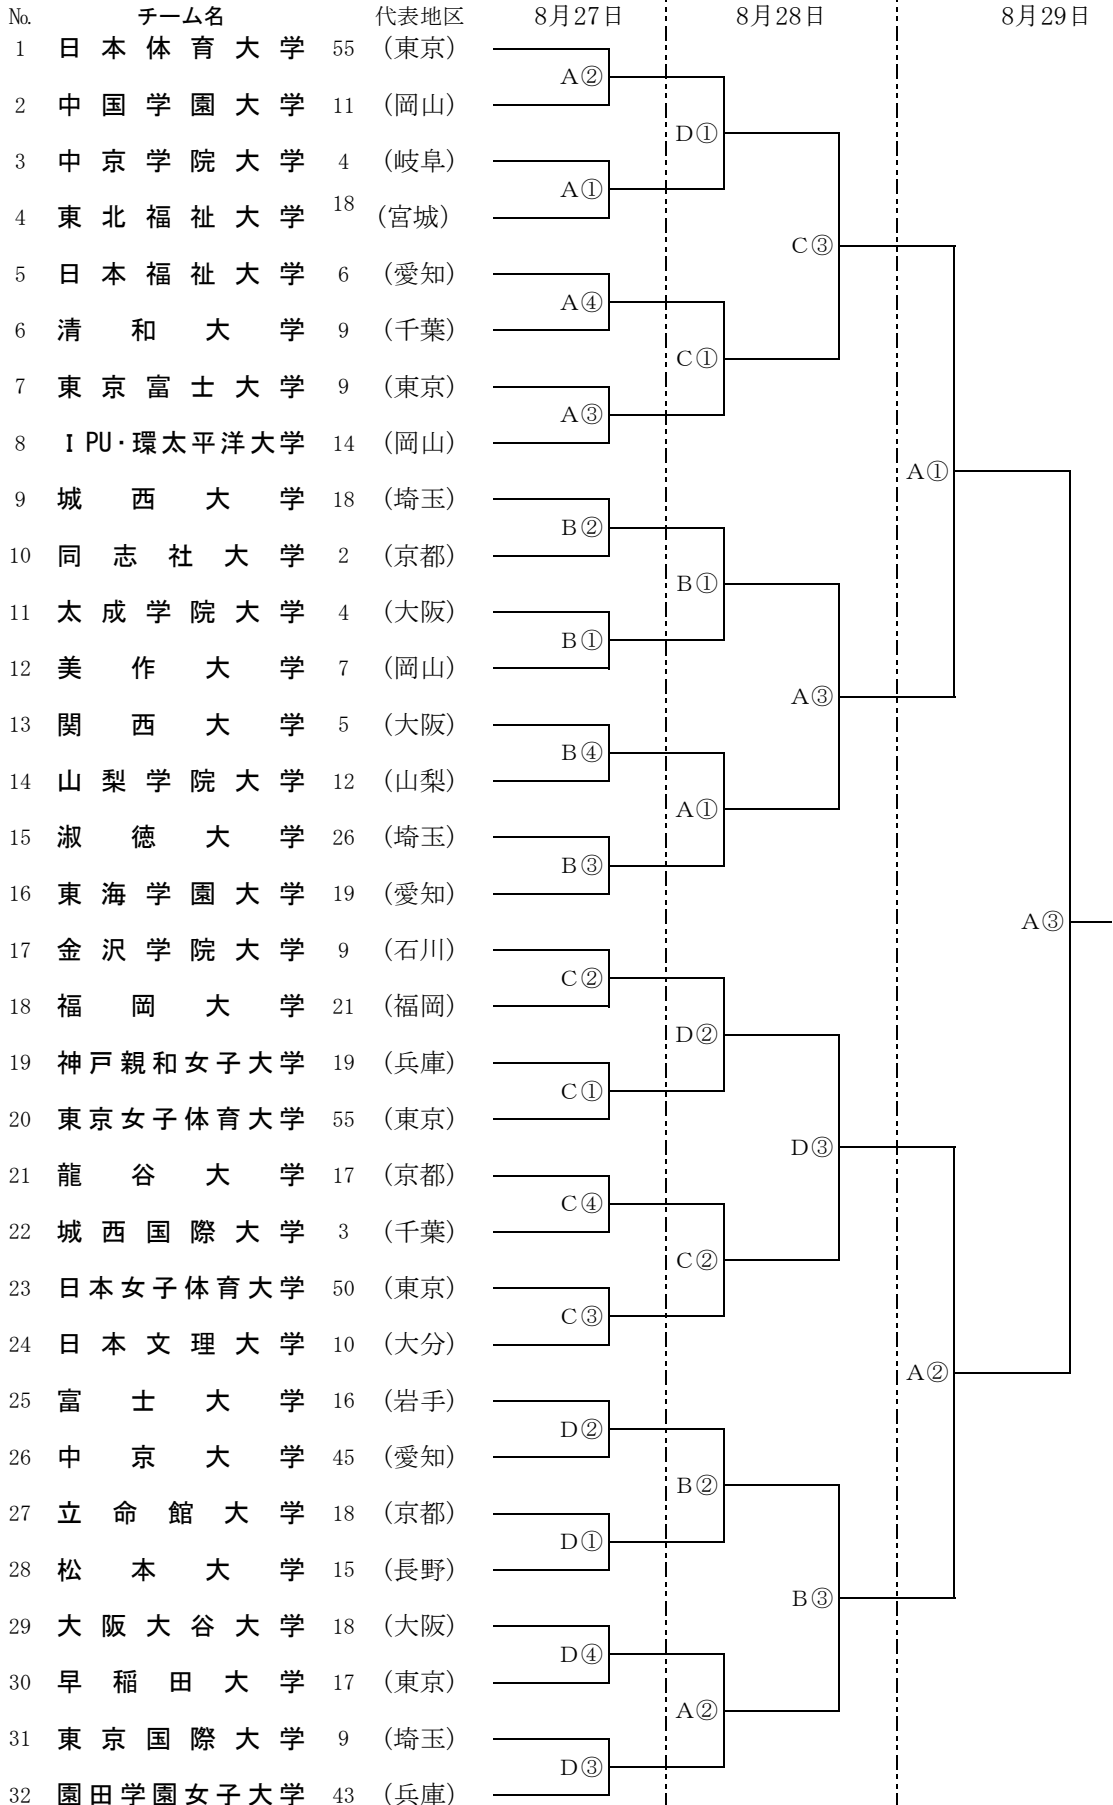 № チーム名 代表地区 8月27日 8月28日 8月29日
1 日本体育大学 55 (東京)
A②
2 中国学園大学 11 (岡山)
D①
3 中京学院大学 4 (岐阜)
A①
4 東北福祉大学 18 (宮城)
C③
5 日本福祉大学 6 (愛知)
A④
6 清和大学 9 (千葉)
C①
7 東京富士大学 9 (東京)
A③
8 IPU・環太平洋大学 14 (岡山)
A①
9 城西大学 18 (埼玉)
B②
10 同志社大学 2 (京都)
B①
11 太成学院大学 4 (大阪)
B①
12 美作大学 7 (岡山)
A③
13 関西大学 5 (大阪)
B④
14 山梨学院大学 12 (山梨)
A①
15 淑徳大学 26 (埼玉)
B③
16 東海学園大学 19 (愛知)
A③
17 金沢学院大学 9 (石川)
C②
18 福岡大学 21 (福岡)
D②
19 神戸親和女子大学 19 (兵庫)
C①
20 東京女子体育大学 55 (東京)
D③
21 龍谷大学 17 (京都)
C④
22 城西国際大学 3 (千葉)
C②
23 日本女子体育大学 50 (東京)
C③
24 日本文理大学 10 (大分)
A②
25 富士大学 16 (岩手)
D②
26 中京大学 45 (愛知)
B②
27 立命館大学 18 (京都)
D①
28 松本大学 15 (長野)
B③
29 大阪大谷大学 18 (大阪)
D④
30 早稲田大学 17 (東京)
A②
31 東京国際大学 9 (埼玉)
D③
32 園田学園女子大学 43 (兵庫)